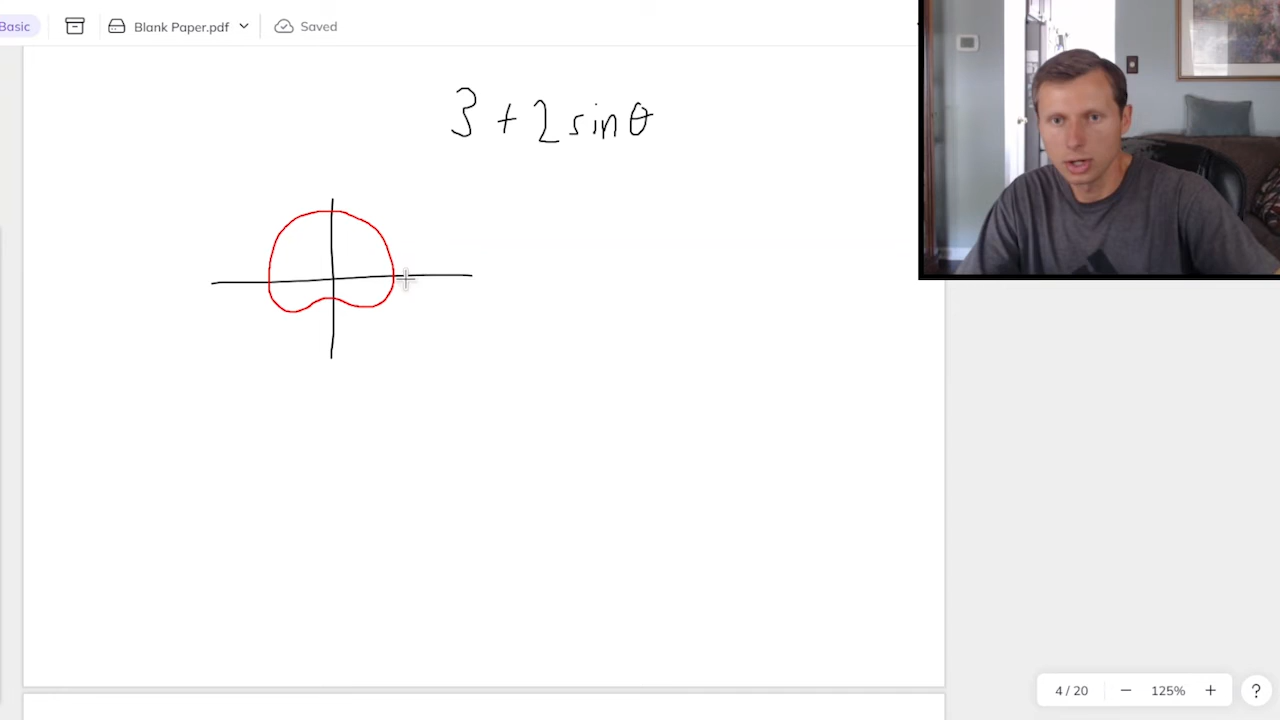 Basic Blank Paper.pdf Saved
3 + 2 sin θ
4 / 20 − 125% + ?